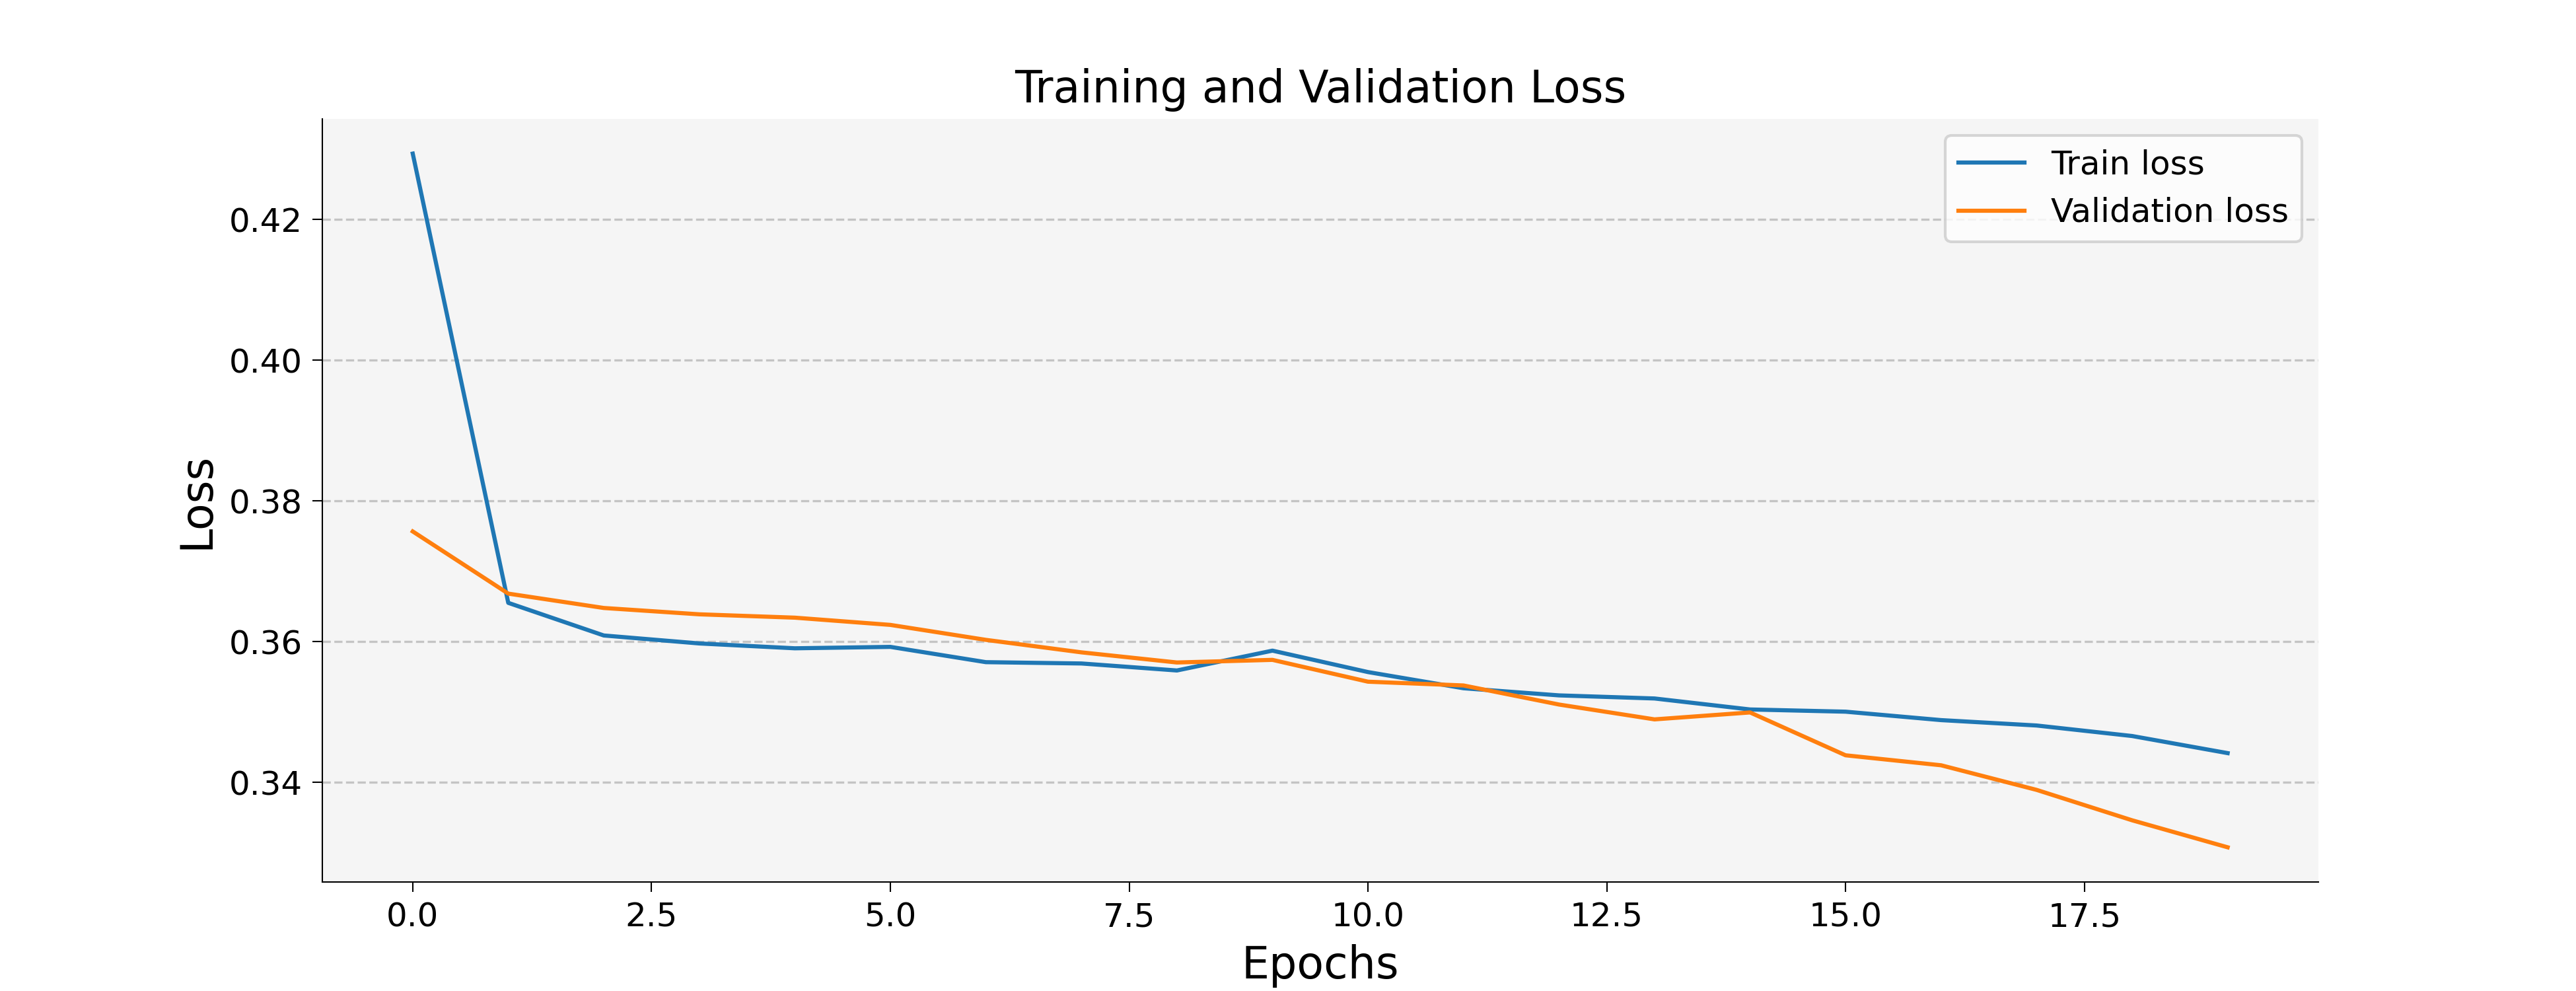 Training and Validation Loss
Train loss
Validation loss
0.42
0.40
0.38
0.36
0.34
Loss
0.0 2.5 5.0 7.5 10.0 12.5 15.0 17.5
Epochs